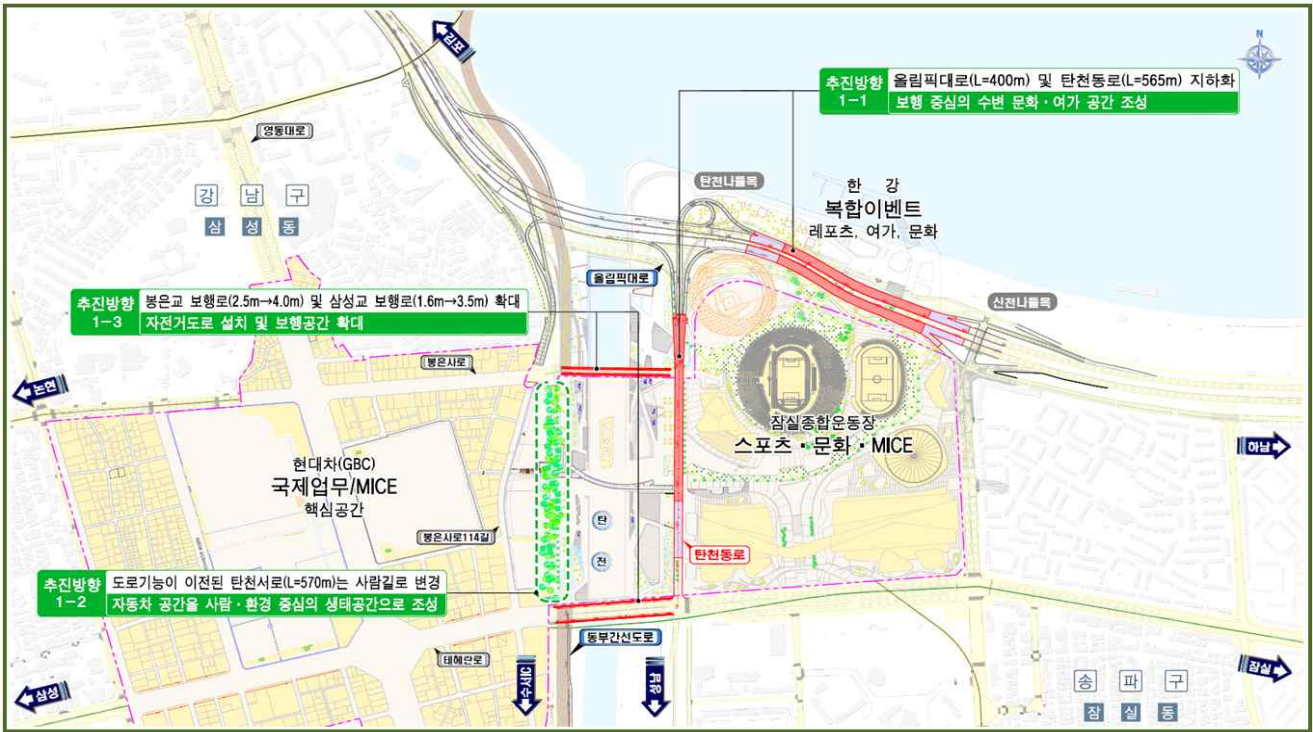 N
김포
추진방향 1-1
올림픽대로(L=400m) 및 탄천동로(L=565m) 지하화
보행 중심의 수변 문화·여가 공간 조성
영동대로
강 남 구
삼 성 동
탄천나들목
한 강
복합이벤트
레포츠, 여가, 문화
올림픽대로
신천나들목
추진방향 1-3
봉은교 보행로(2.5m→4.0m) 및 삼성교 보행로(1.6m→3.5m) 확대
자전거도로 설치 및 보행공간 확대
봉은사로
논현
잠실종합운동장
스포츠·문화·MICE
하남
현대차(GBC)
국제업무/MICE
핵심공간
봉은사로114길
탄
천
탄천동로
추진방향 1-2
도로기능이 이전된 탄천서로(L=570m)는 사람길로 변경
자동차 공간을 사람·환경 중심의 생태공간으로 조성
동부간선도로
테헤란로
수서IC
성남
삼성
잠실
송 파 구
잠 실 동